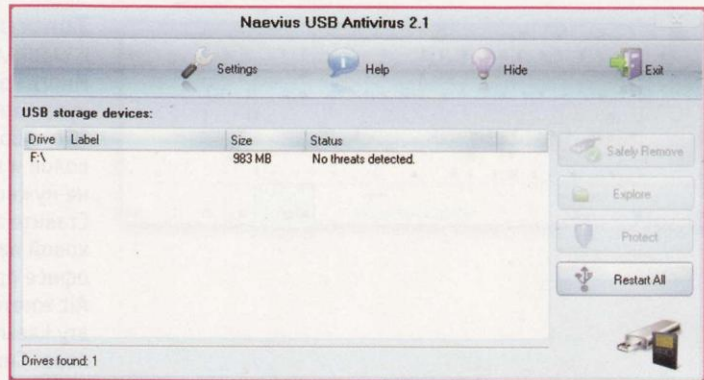 Naevius USB Antivirus 2.1
Settings Help Hide Exit
USB storage devices:
Drive Label Size Status
F:\ 983 MB No threats detected.
Safely Remove
Explore
Protect
Restart All
Drives found: 1